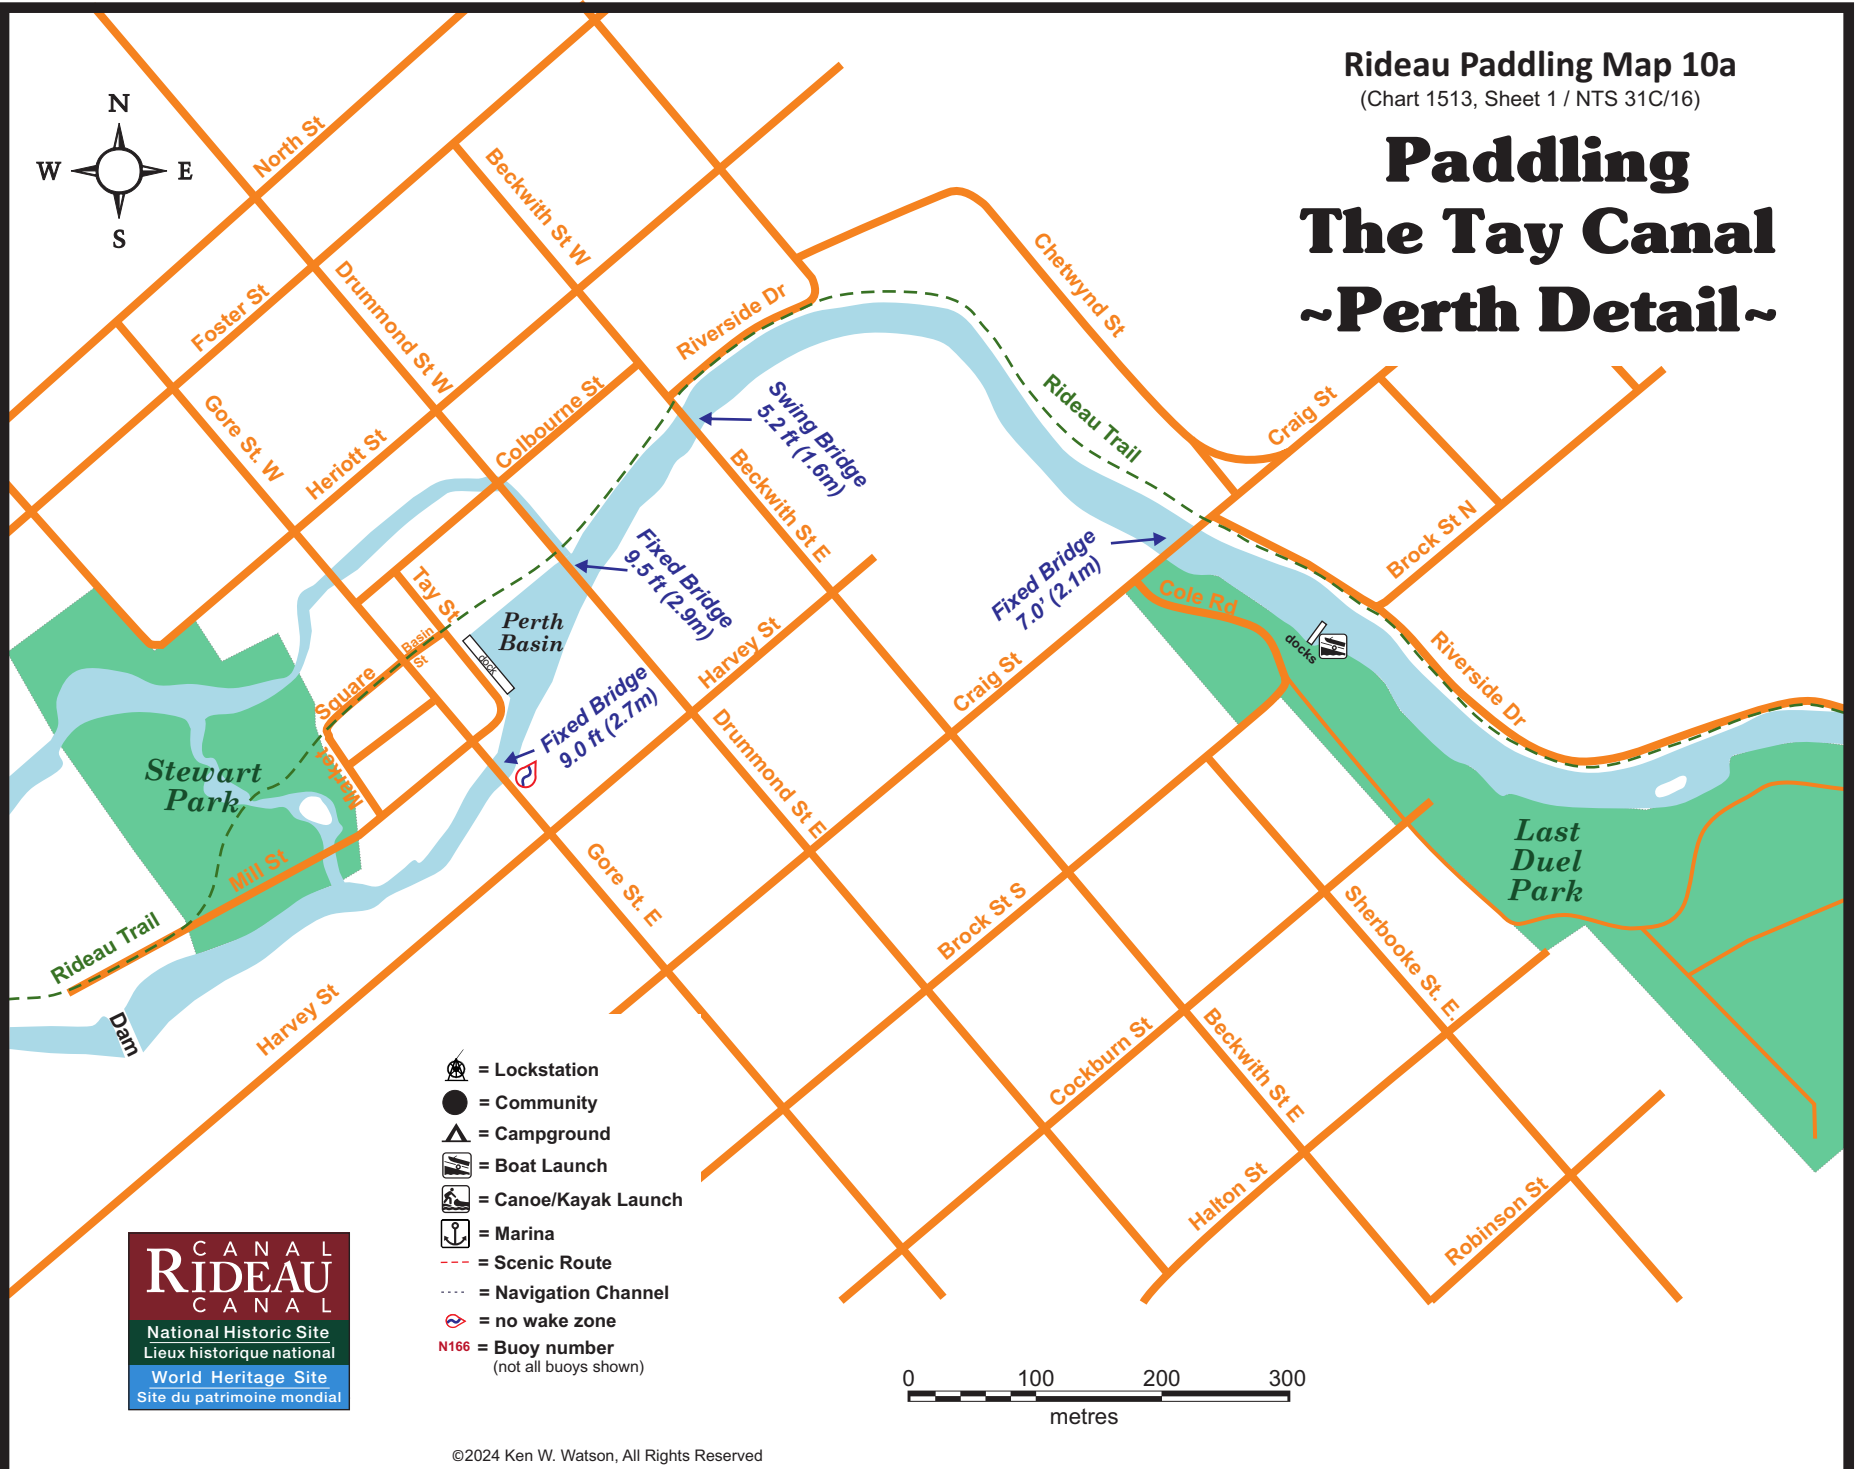 Rideau Paddling Map 10a
(Chart 1513, Sheet 1 / NTS 31C/16)
Paddling
The Tay Canal
~Perth Detail~
N
W
E
S
North St
Beckwith St W
Foster St
Drummond St W
Riverside Dr
Chetwynd St
Gore St. W
Heriott St
Colbourne St
Swing Bridge
5.2 ft (1.6m)
Rideau Trail
Craig St
Beckwith St E
Brock St N
Fixed Bridge
9.5 ft (2.9m)
Fixed Bridge
7.0' (2.1m)
Cole Rd
docks
Riverside Dr
Tay St
Basin
St
Perth
Basin
dock
Harvey St
Square
Market
Fixed Bridge
9.0 ft (2.7m)
Craig St
Drummond St E
Stewart
Park
Mill St
Rideau Trail
Dam
Harvey St
Gore St. E
Brock St S
Last
Duel
Park
Sherbooke St. E.
Cockburn St
Beckwith St E
Halton St
Robinson St
= Lockstation
= Community
= Campground
= Boat Launch
= Canoe/Kayak Launch
= Marina
= Scenic Route
= Navigation Channel
= no wake zone
N166 = Buoy number
(not all buoys shown)
CANAL
RIDEAU
CANAL
National Historic Site
Lieux historique national
World Heritage Site
Site du patrimoine mondial
0 100 200 300
metres
©2024 Ken W. Watson, All Rights Reserved